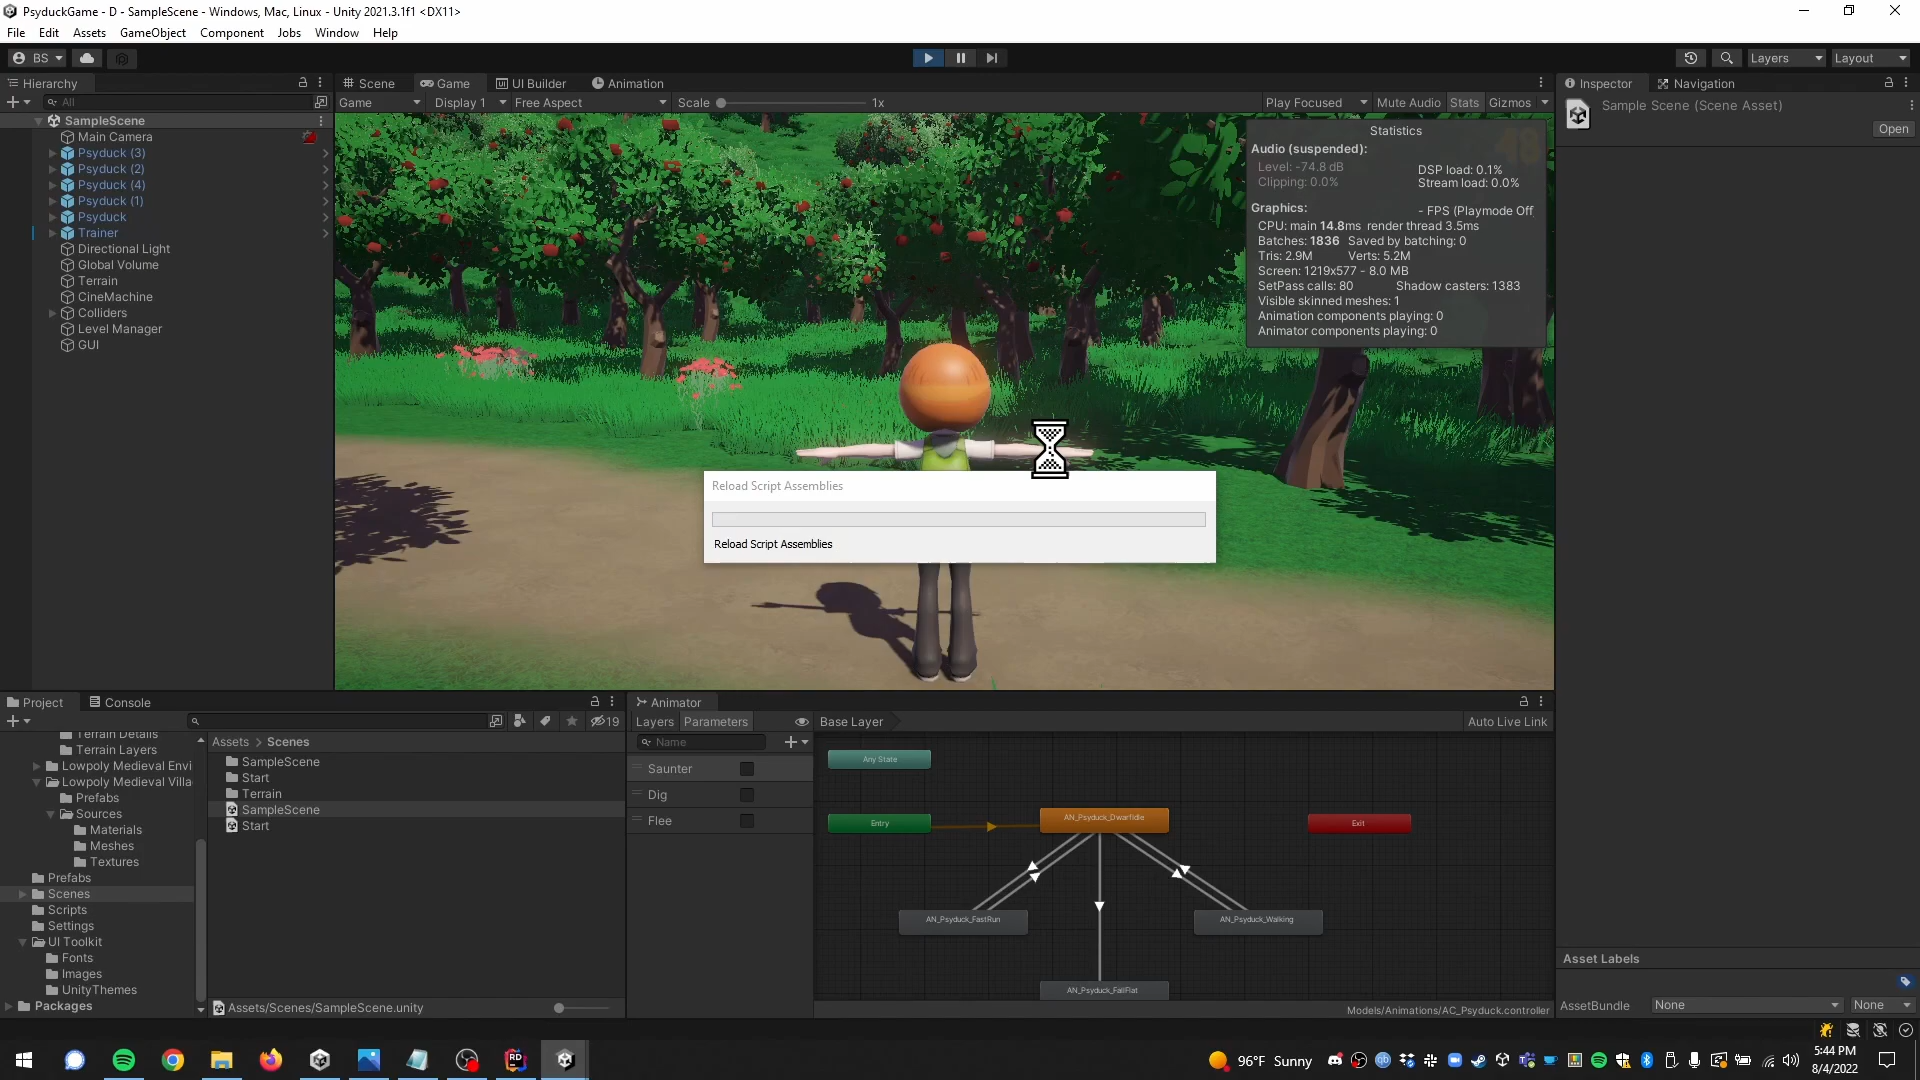 PsyduckGame - D - SampleScene - Windows, Mac, Linux - Unity 2021.3.1f1 <DX11>
File Edit Assets GameObject Component Jobs Window Help
BS
Layers
Layout
Hierarchy
All
SampleScene
Main Camera
Psyduck (3)
Psyduck (2)
Psyduck (4)
Psyduck (1)
Psyduck
Trainer
Directional Light
Global Volume
Terrain
CineMachine
Colliders
Level Manager
GUI
Scene Game UI Builder Animation
Game Display 1 Free Aspect Scale 1x Play Focused Mute Audio Stats Gizmos
Statistics
48
Audio (suspended):
Level: -74.8 dB DSP load: 0.1%
Clipping: 0.0% Stream load: 0.0%
Graphics: - FPS (Playmode Off
CPU: main 14.8ms render thread 3.5ms
Batches: 1836 Saved by batching: 0
Tris: 2.9M Verts: 5.2M
Screen: 1219x577 - 8.0 MB
SetPass calls: 80 Shadow casters: 1383
Visible skinned meshes: 1
Animation components playing: 0
Animator components playing: 0
Reload Script Assemblies
Reload Script Assemblies
Inspector Navigation
Sample Scene (Scene Asset)
Open
Project Console
19
Terrain Details
Terrain Layers
Lowpoly Medieval Envi
Lowpoly Medieval Villa
Prefabs
Sources
Materials
Meshes
Textures
Prefabs
Scenes
Scripts
Settings
UI Toolkit
Fonts
Images
UnityThemes
Packages
Assets > Scenes
SampleScene
Start
Terrain
SampleScene
Start
Assets/Scenes/SampleScene.unity
Animator
Layers Parameters Base Layer Auto Live Link
Name
Saunter
Dig
Flee
Any State
Entry
AN_Psyduck_DwarfIdle
Exit
AN_Psyduck_FastRun
AN_Psyduck_Walking
AN_Psyduck_FallFlat
Models/Animations/AC_Psyduck.controller
Asset Labels
AssetBundle None None
RD
96°F Sunny
5:44 PM
8/4/2022